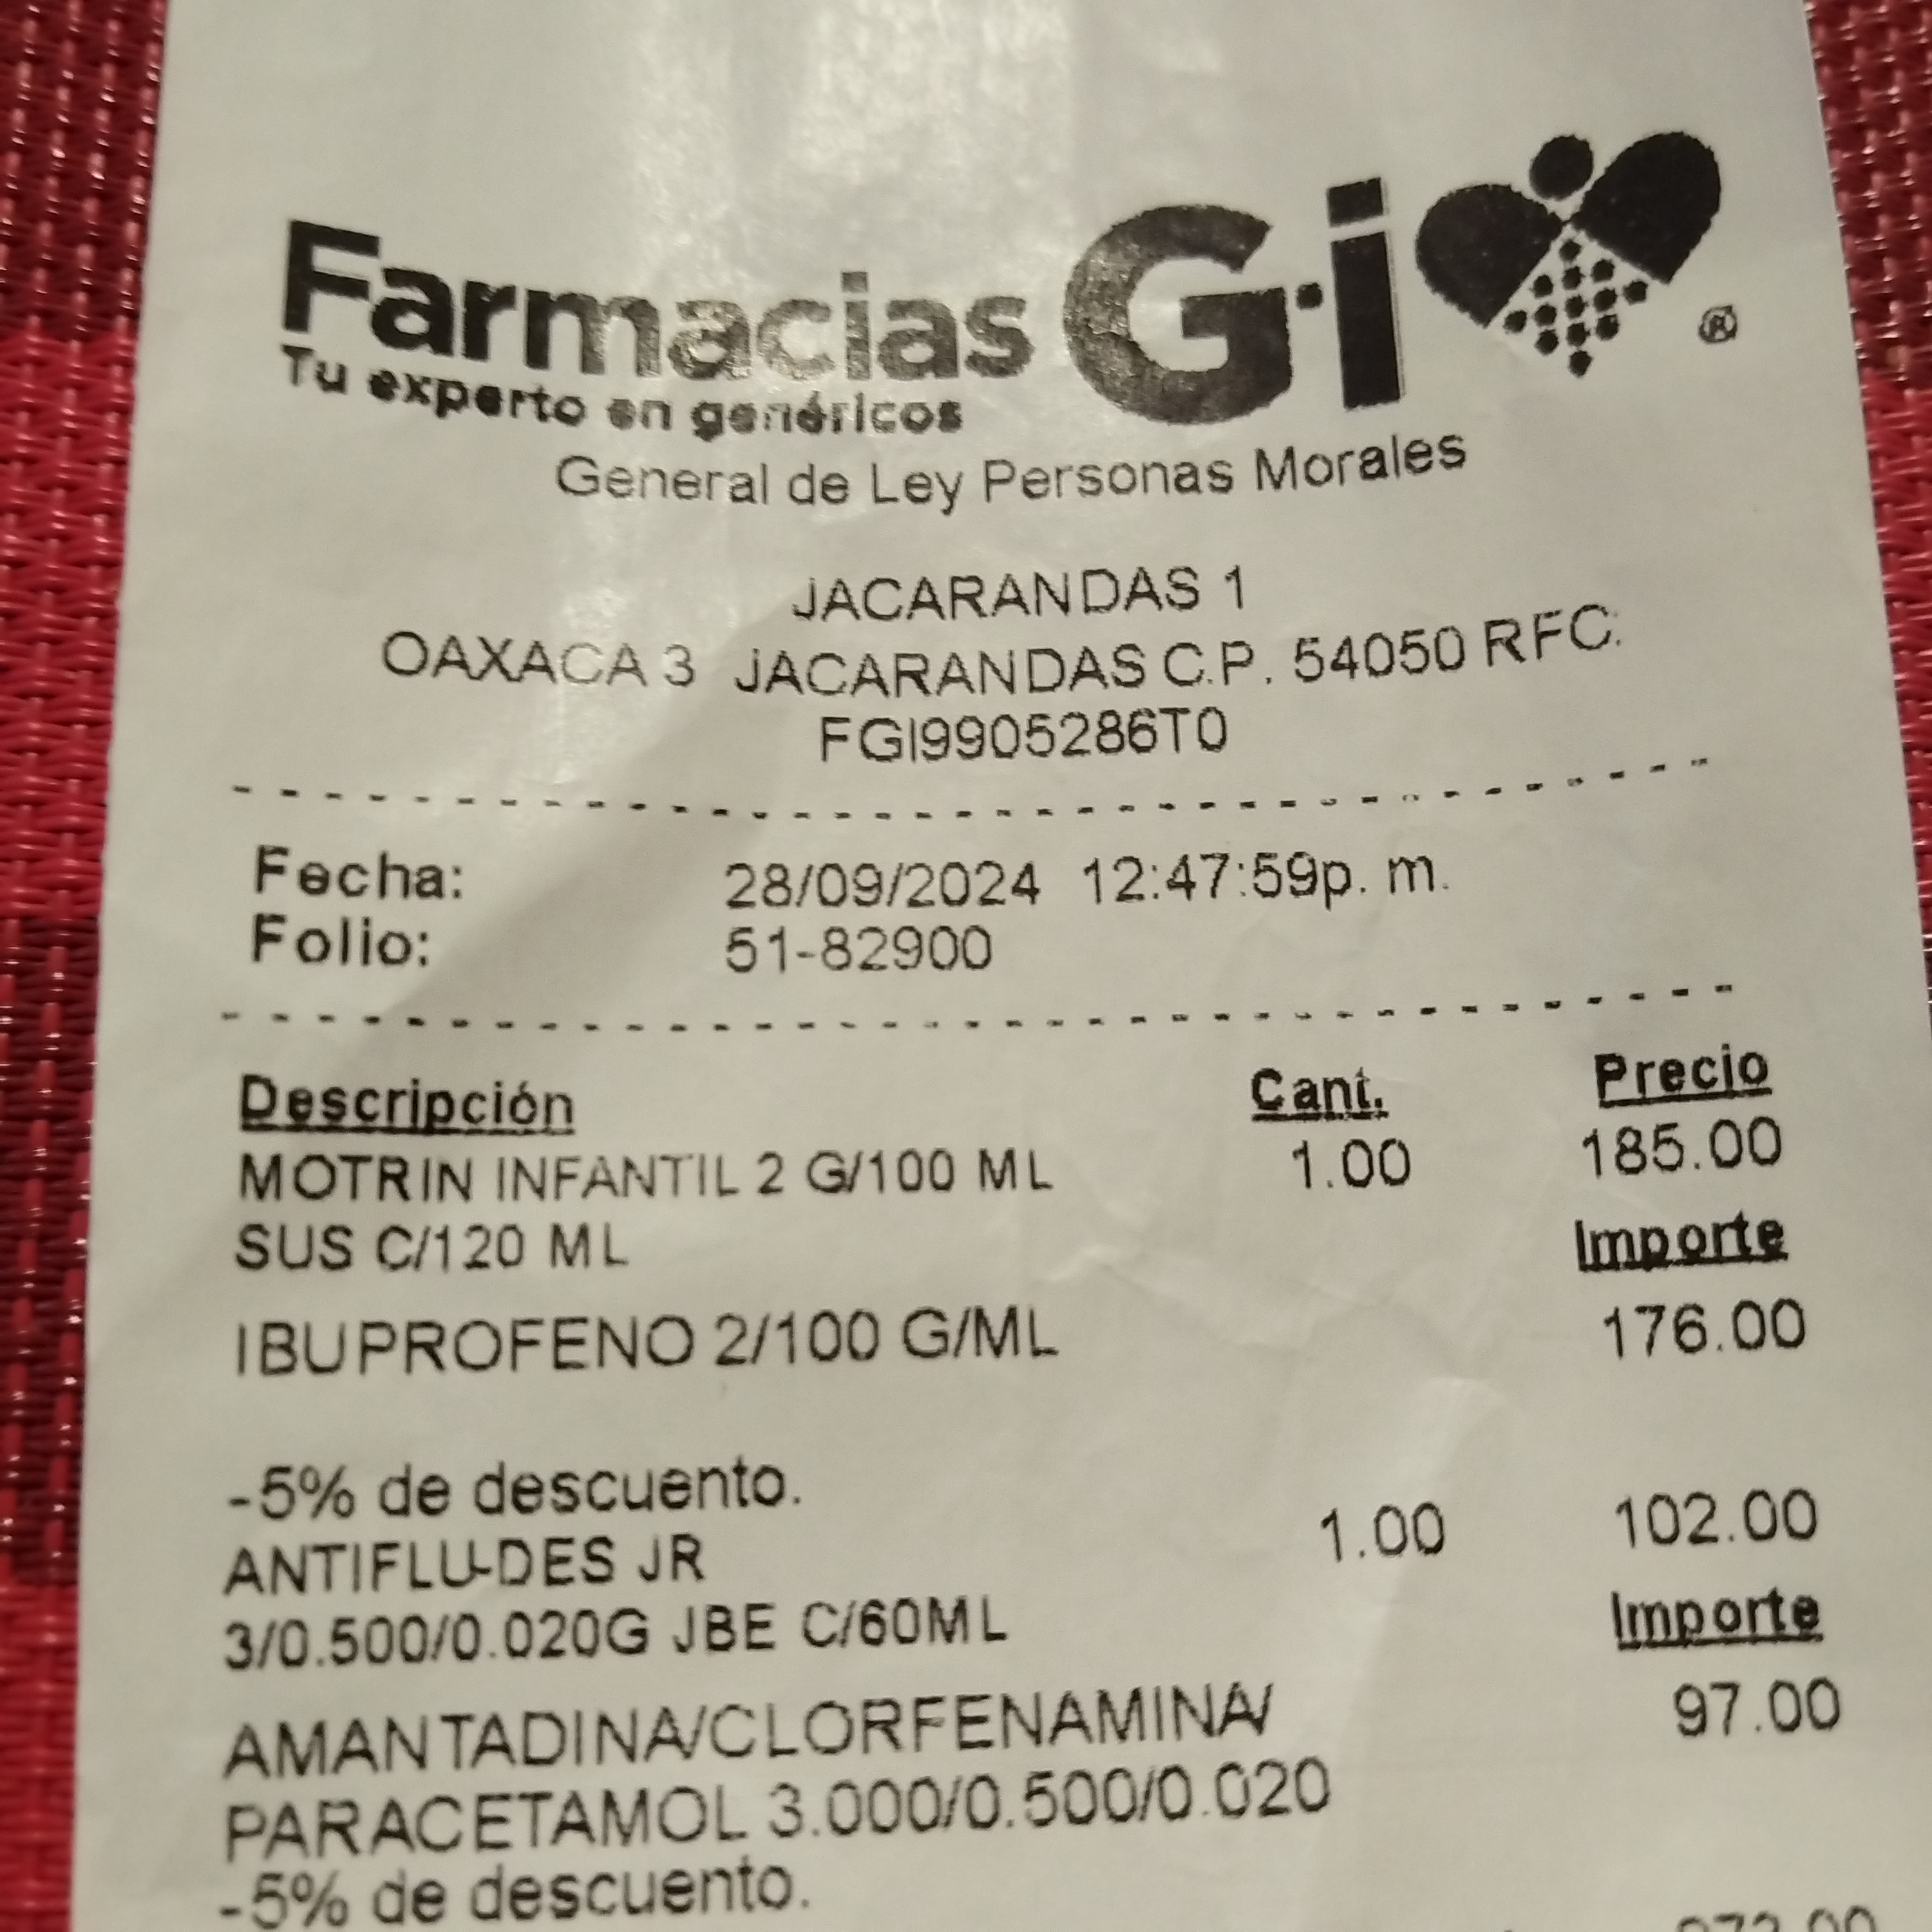 Farmacias G·i ®
Tu experto en genéricos
General de Ley Personas Morales
JACARANDAS 1
OAXACA 3 JACARANDAS C.P. 54050 RFC:
FGI9905286T0
Fecha: 28/09/2024 12:47:59p. m.
Folio: 51-82900
Descripción Cant. Precio
MOTRIN INFANTIL 2 G/100 ML 1.00 185.00
SUS C/120 ML Importe
IBUPROFENO 2/100 G/ML 176.00
-5% de descuento.
ANTIFLU-DES JR 1.00 102.00
3/0.500/0.020G JBE C/60ML Importe
AMANTADINA/CLORFENAMINA/ 97.00
PARACETAMOL 3.000/0.500/0.020
-5% de descuento.